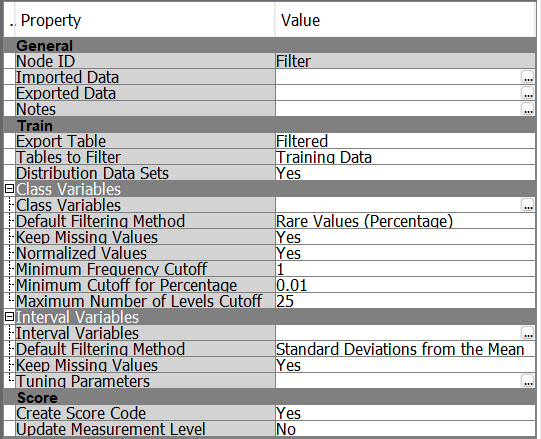 . Property Value
General
Node ID Filter
Imported Data ...
Exported Data ...
Notes ...
Train
Export Table Filtered
Tables to Filter Training Data
Distribution Data Sets Yes
Class Variables
Class Variables ...
Default Filtering Method Rare Values (Percentage)
Keep Missing Values Yes
Normalized Values Yes
Minimum Frequency Cutoff 1
Minimum Cutoff for Percentage 0.01
Maximum Number of Levels Cutoff 25
Interval Variables
Interval Variables ...
Default Filtering Method Standard Deviations from the Mean
Keep Missing Values Yes
Tuning Parameters ...
Score
Create Score Code Yes
Update Measurement Level No